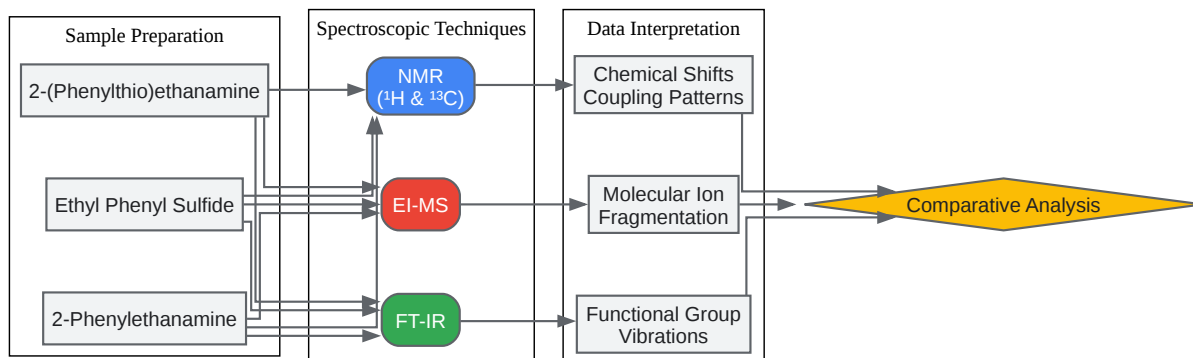 Sample Preparation
2-(Phenylthio)ethanamine
Ethyl Phenyl Sulfide
2-Phenylethanamine
Spectroscopic Techniques
NMR
(¹H & ¹³C)
EI-MS
FT-IR
Data Interpretation
Chemical Shifts
Coupling Patterns
Molecular Ion
Fragmentation
Functional Group
Vibrations
Comparative Analysis